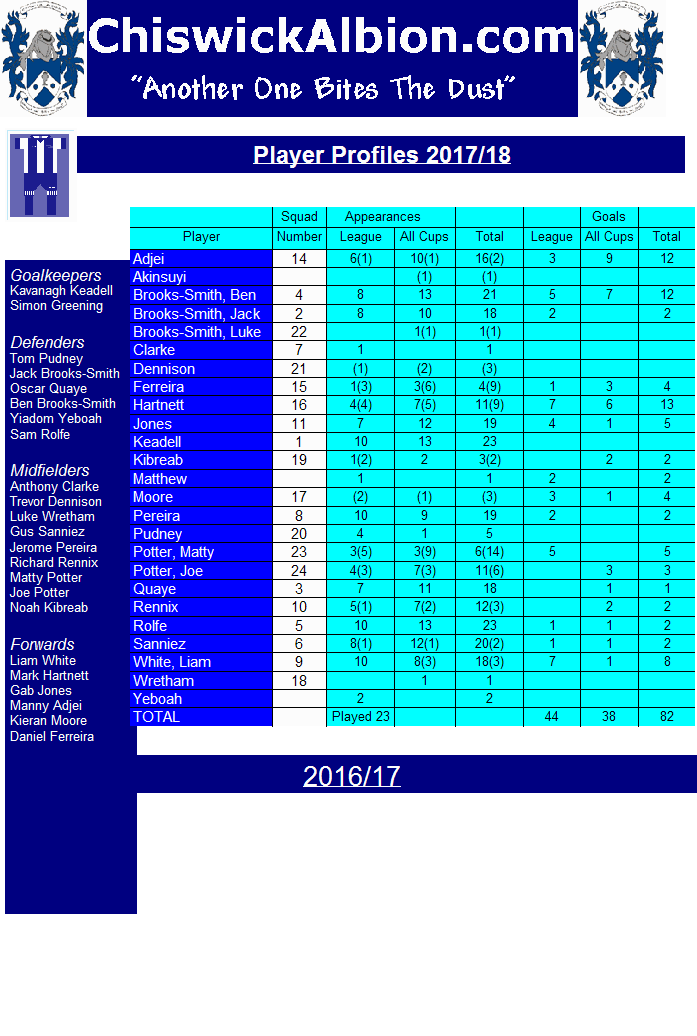 ChiswickAlbion.com
"Another One Bites The Dust"
Player Profiles 2017/18
Goalkeepers
Kavanagh Keadell
Simon Greening
Defenders
Tom Pudney
Jack Brooks-Smith
Oscar Quaye
Ben Brooks-Smith
Yiadom Yeboah
Sam Rolfe
Midfielders
Anthony Clarke
Trevor Dennison
Luke Wretham
Gus Sanniez
Jerome Pereira
Richard Rennix
Matty Potter
Joe Potter
Noah Kibreab
Forwards
Liam White
Mark Hartnett
Gab Jones
Manny Adjei
Kieran Moore
Daniel Ferreira
Squad Appearances Goals
Player Number League All Cups Total League All Cups Total
Adjei 14 6(1) 10(1) 16(2) 3 9 12
Akinsuyi (1) (1)
Brooks-Smith, Ben 4 8 13 21 5 7 12
Brooks-Smith, Jack 2 8 10 18 2 2
Brooks-Smith, Luke 22 1(1) 1(1)
Clarke 7 1 1
Dennison 21 (1) (2) (3)
Ferreira 15 1(3) 3(6) 4(9) 1 3 4
Hartnett 16 4(4) 7(5) 11(9) 7 6 13
Jones 11 7 12 19 4 1 5
Keadell 1 10 13 23
Kibreab 19 1(2) 2 3(2) 2 2
Matthew 1 1 2 2
Moore 17 (2) (1) (3) 3 1 4
Pereira 8 10 9 19 2 2
Pudney 20 4 1 5
Potter, Matty 23 3(5) 3(9) 6(14) 5 5
Potter, Joe 24 4(3) 7(3) 11(6) 3 3
Quaye 3 7 11 18 1 1
Rennix 10 5(1) 7(2) 12(3) 2 2
Rolfe 5 10 13 23 1 1 2
Sanniez 6 8(1) 12(1) 20(2) 1 1 2
White, Liam 9 10 8(3) 18(3) 7 1 8
Wretham 18 1 1
Yeboah 2 2
TOTAL Played 23 44 38 82
2016/17